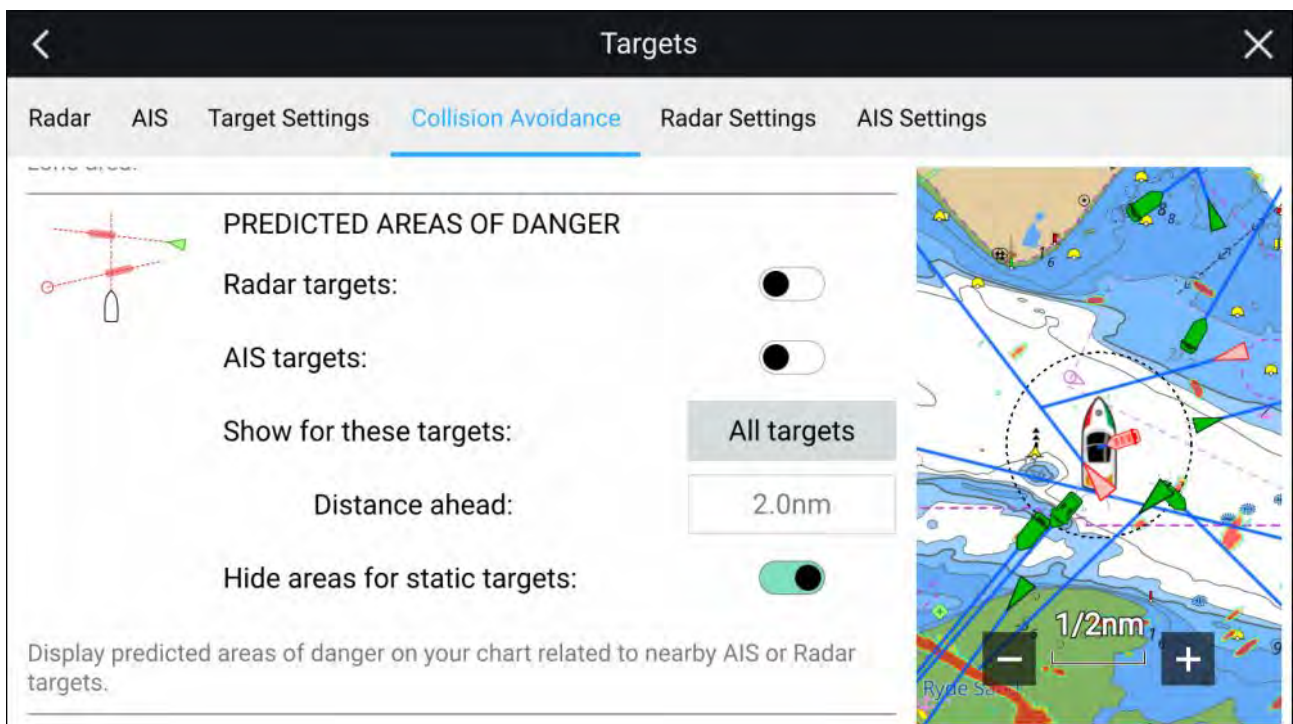 Targets
Radar AIS Target Settings Collision Avoidance Radar Settings AIS Settings
PREDICTED AREAS OF DANGER
Radar targets:
AIS targets:
Show for these targets: All targets
Distance ahead: 2.0nm
Hide areas for static targets:
Display predicted areas of danger on your chart related to nearby AIS or Radar
targets.
1/2nm